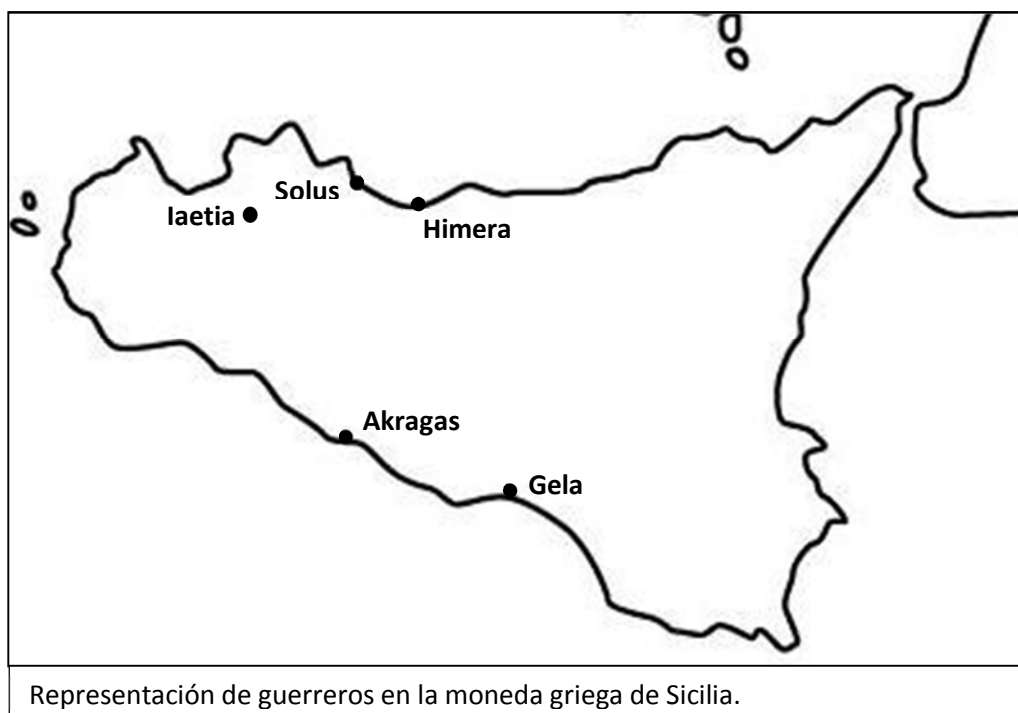 Solus
Iaetia
Himera
Akragas
Gela
Representación de guerreros en la moneda griega de Sicilia.